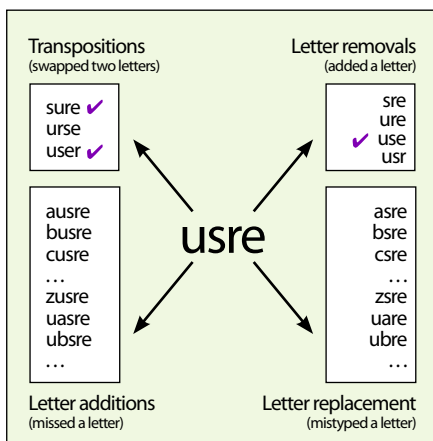 Transpositions
(swapped two letters)
sure ✔
urse
user ✔
Letter removals
(added a letter)
sre
ure
✔ use
usr
usre
ausre
busre
cusre
…
zusre
uasre
ubsre
…
Letter additions
(missed a letter)
asre
bsre
csre
…
zsre
uare
ubre
…
Letter replacement
(mistyped a letter)